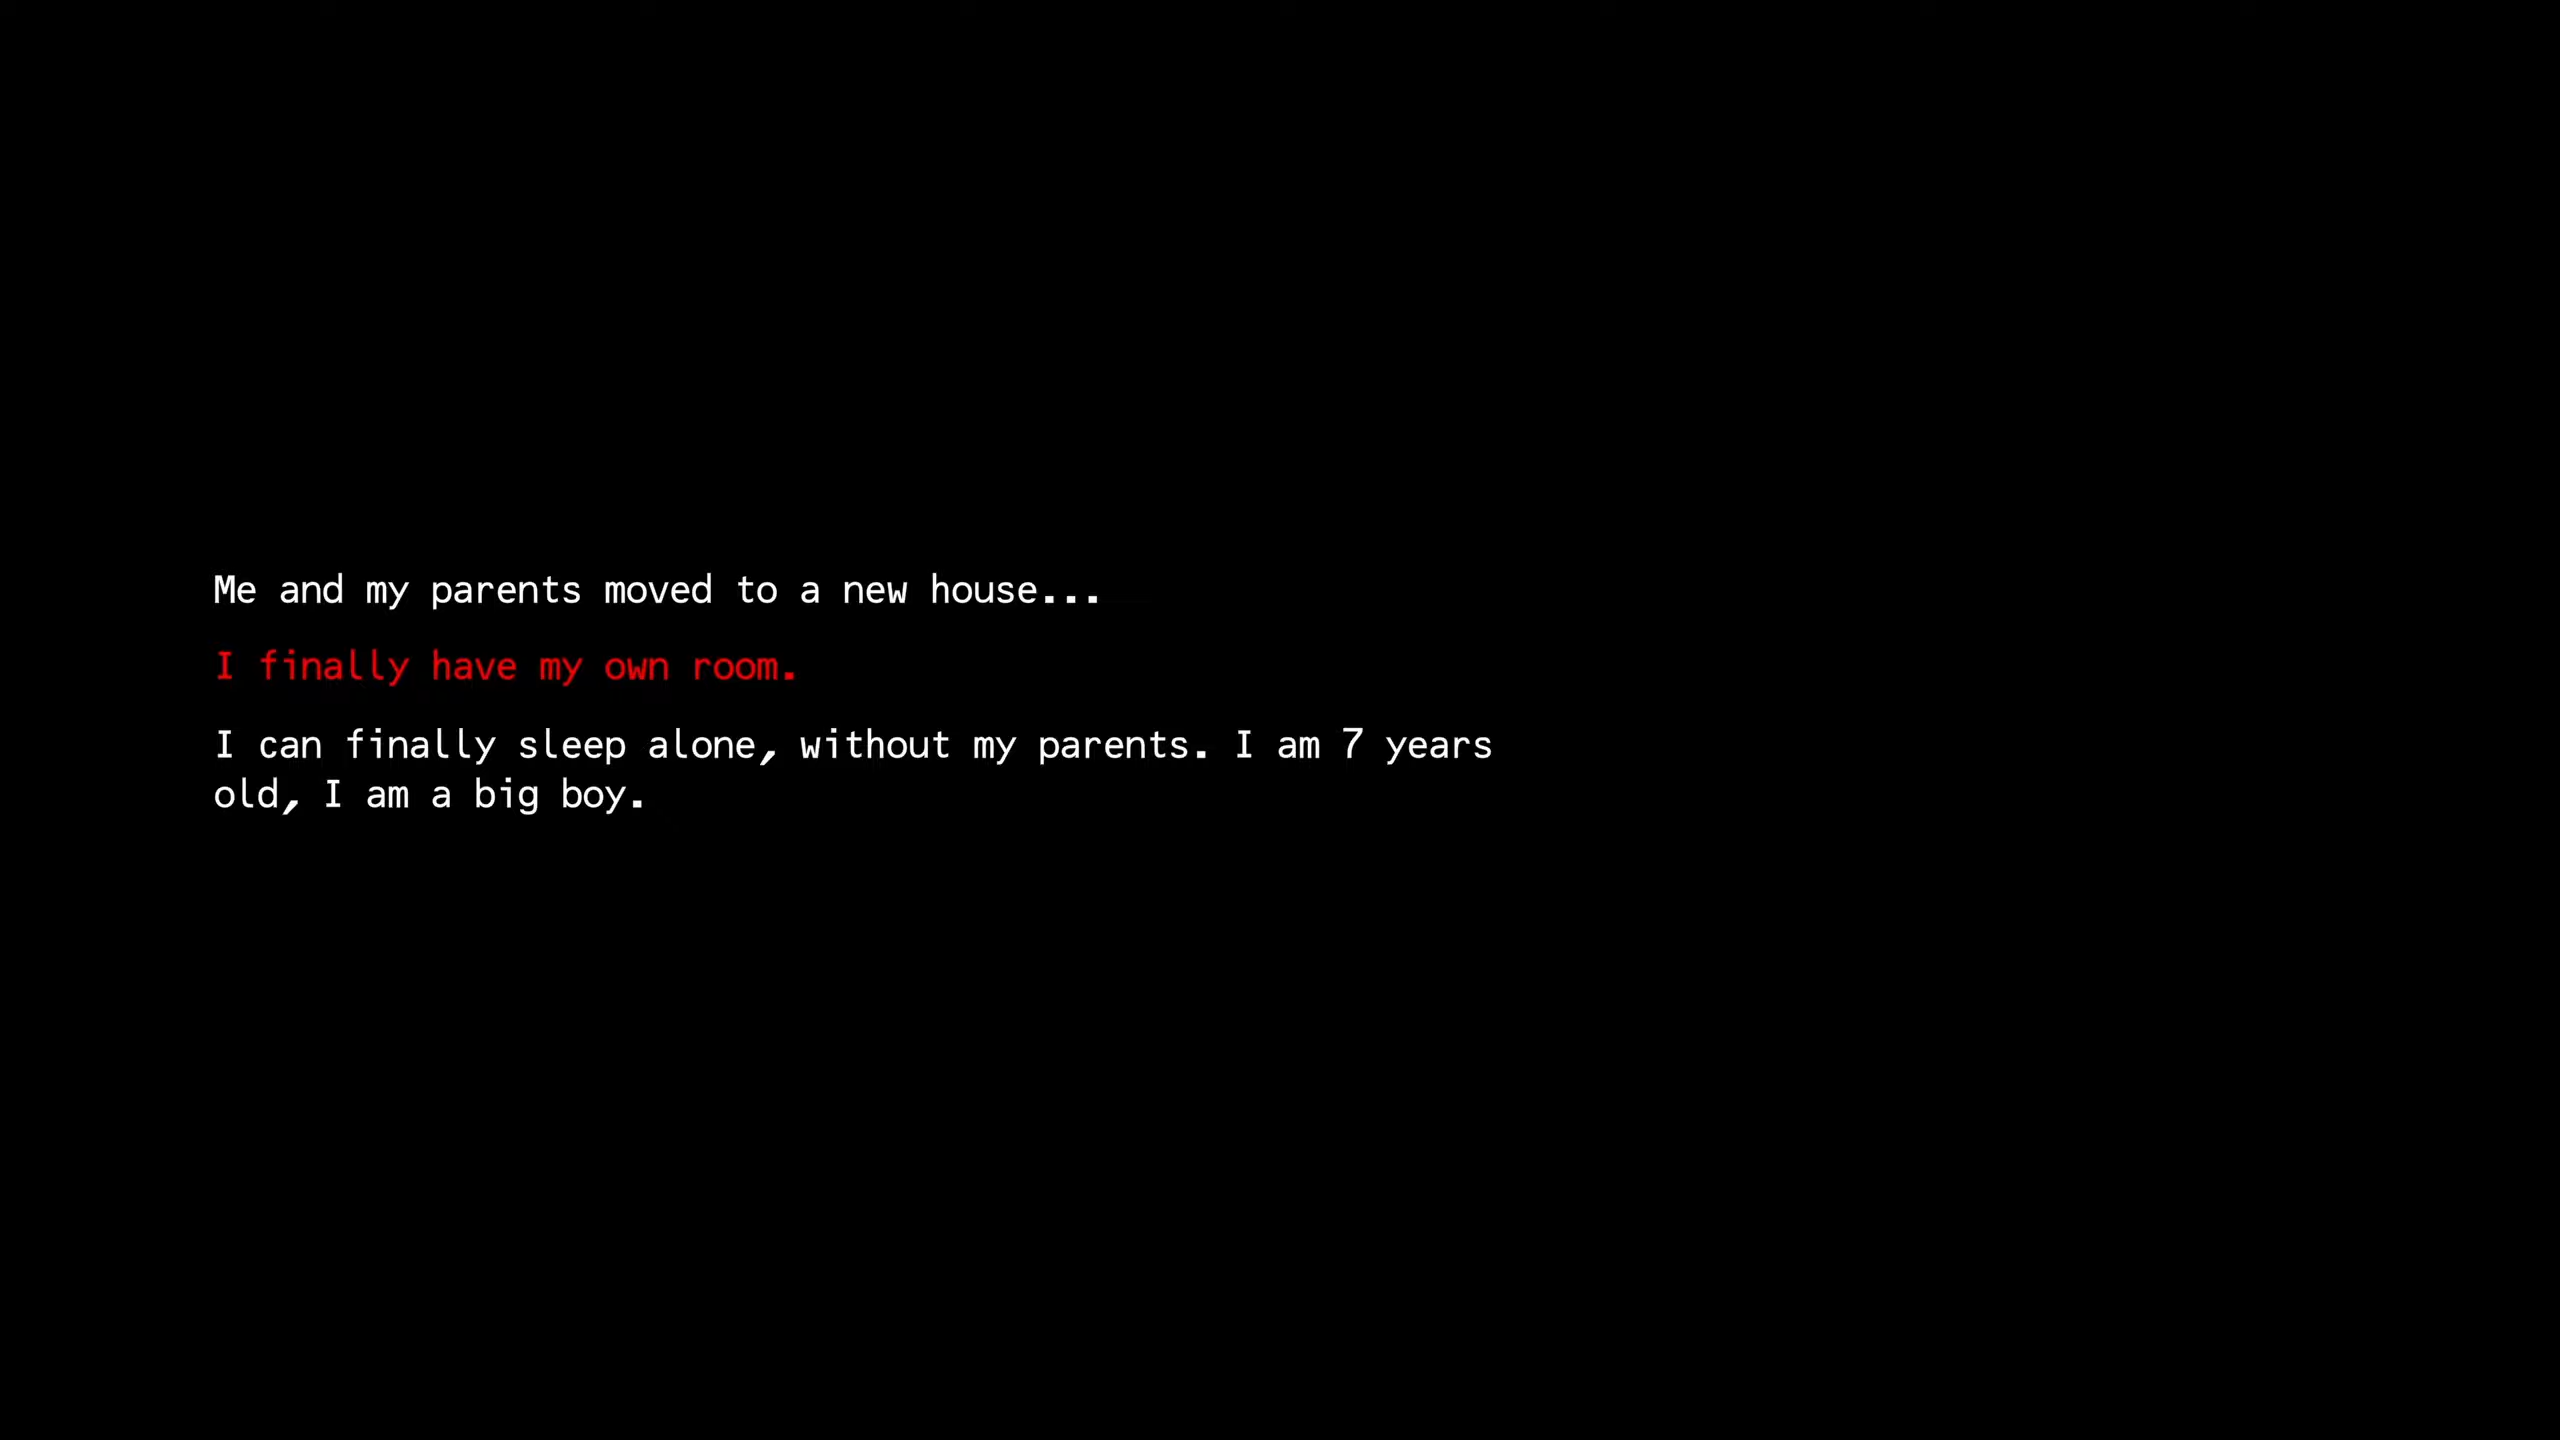 Me and my parents moved to a new house...
I finally have my own room.
I can finally sleep alone, without my parents. I am 7 years
old, I am a big boy.